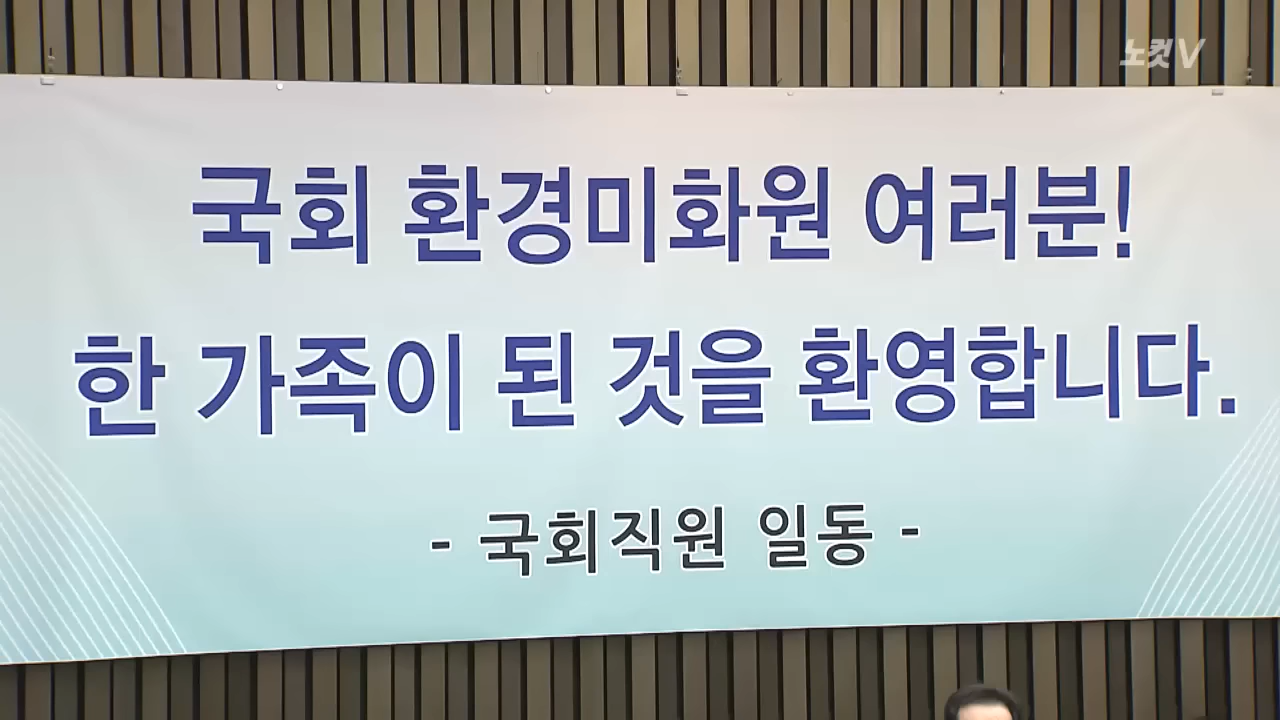 노컷V
국회 환경미화원 여러분!
한 가족이 된 것을 환영합니다.
- 국회직원 일동 -